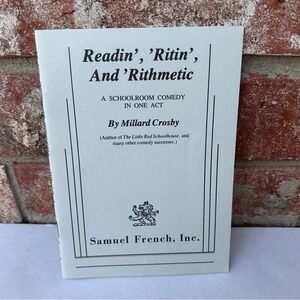 Readin', 'Ritin',
And 'Rithmetic
A SCHOOLROOM COMEDY
IN ONE ACT
By Millard Crosby
(Author of The Little Red Schoolhouse, and
many other comedy successes.)
Samuel French, Inc.